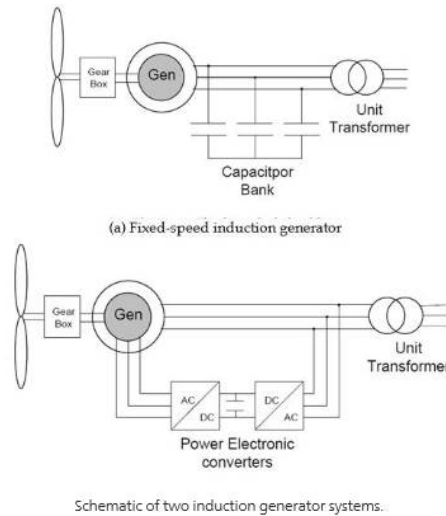 Gear
Box
Gen
Unit
Transformer
Capacitpor
Bank
(a) Fixed-speed induction generator
Gear
Box
Gen
AC
DC
DC
AC
Unit
Transformer
Power Electronic
converters
Schematic of two induction generator systems.